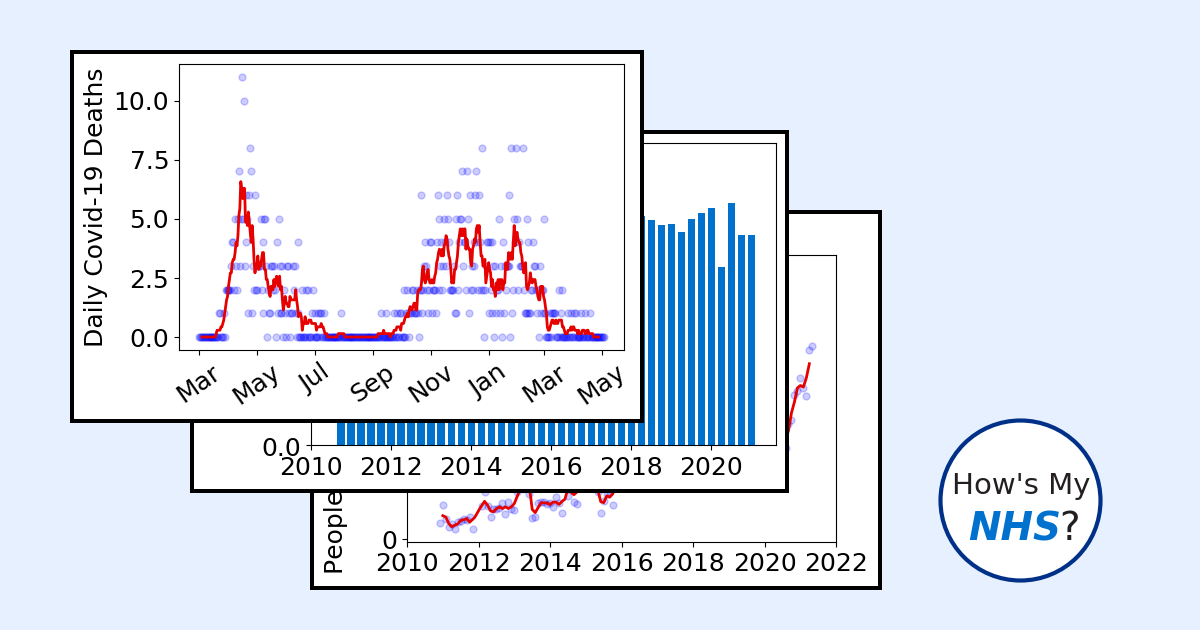 Daily Covid-19 Deaths
10.0
7.5
5.0
2.5
0.0
Mar May Jul Sep Nov Jan Mar May
0.0
2010 2012 2014 2016 2018 2020
People
0
2010 2012 2014 2016 2018 2020 2022
How's My
NHS?